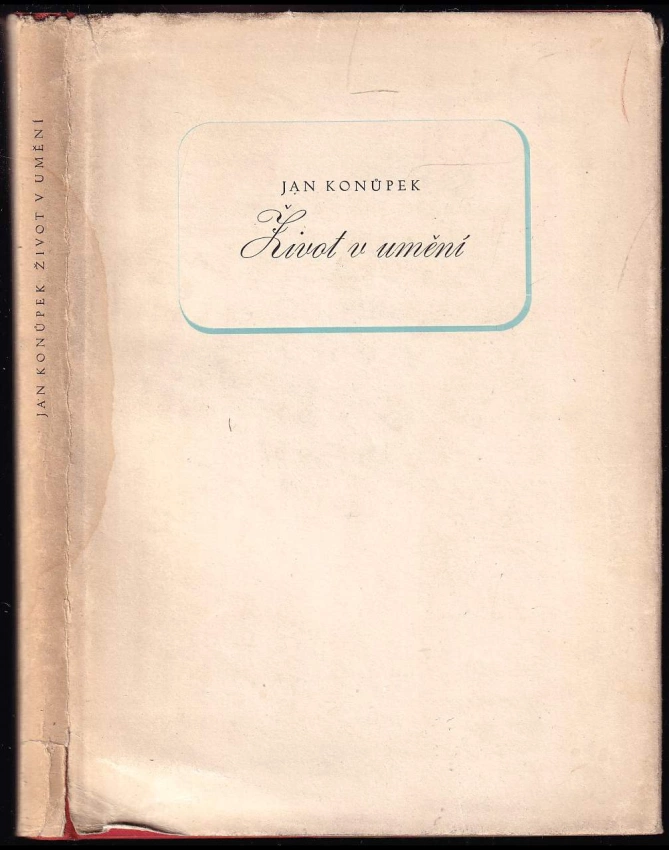 JAN KONŮPEK ŽIVOT V UMĚNÍ
JAN KONŮPEK
Život v umění